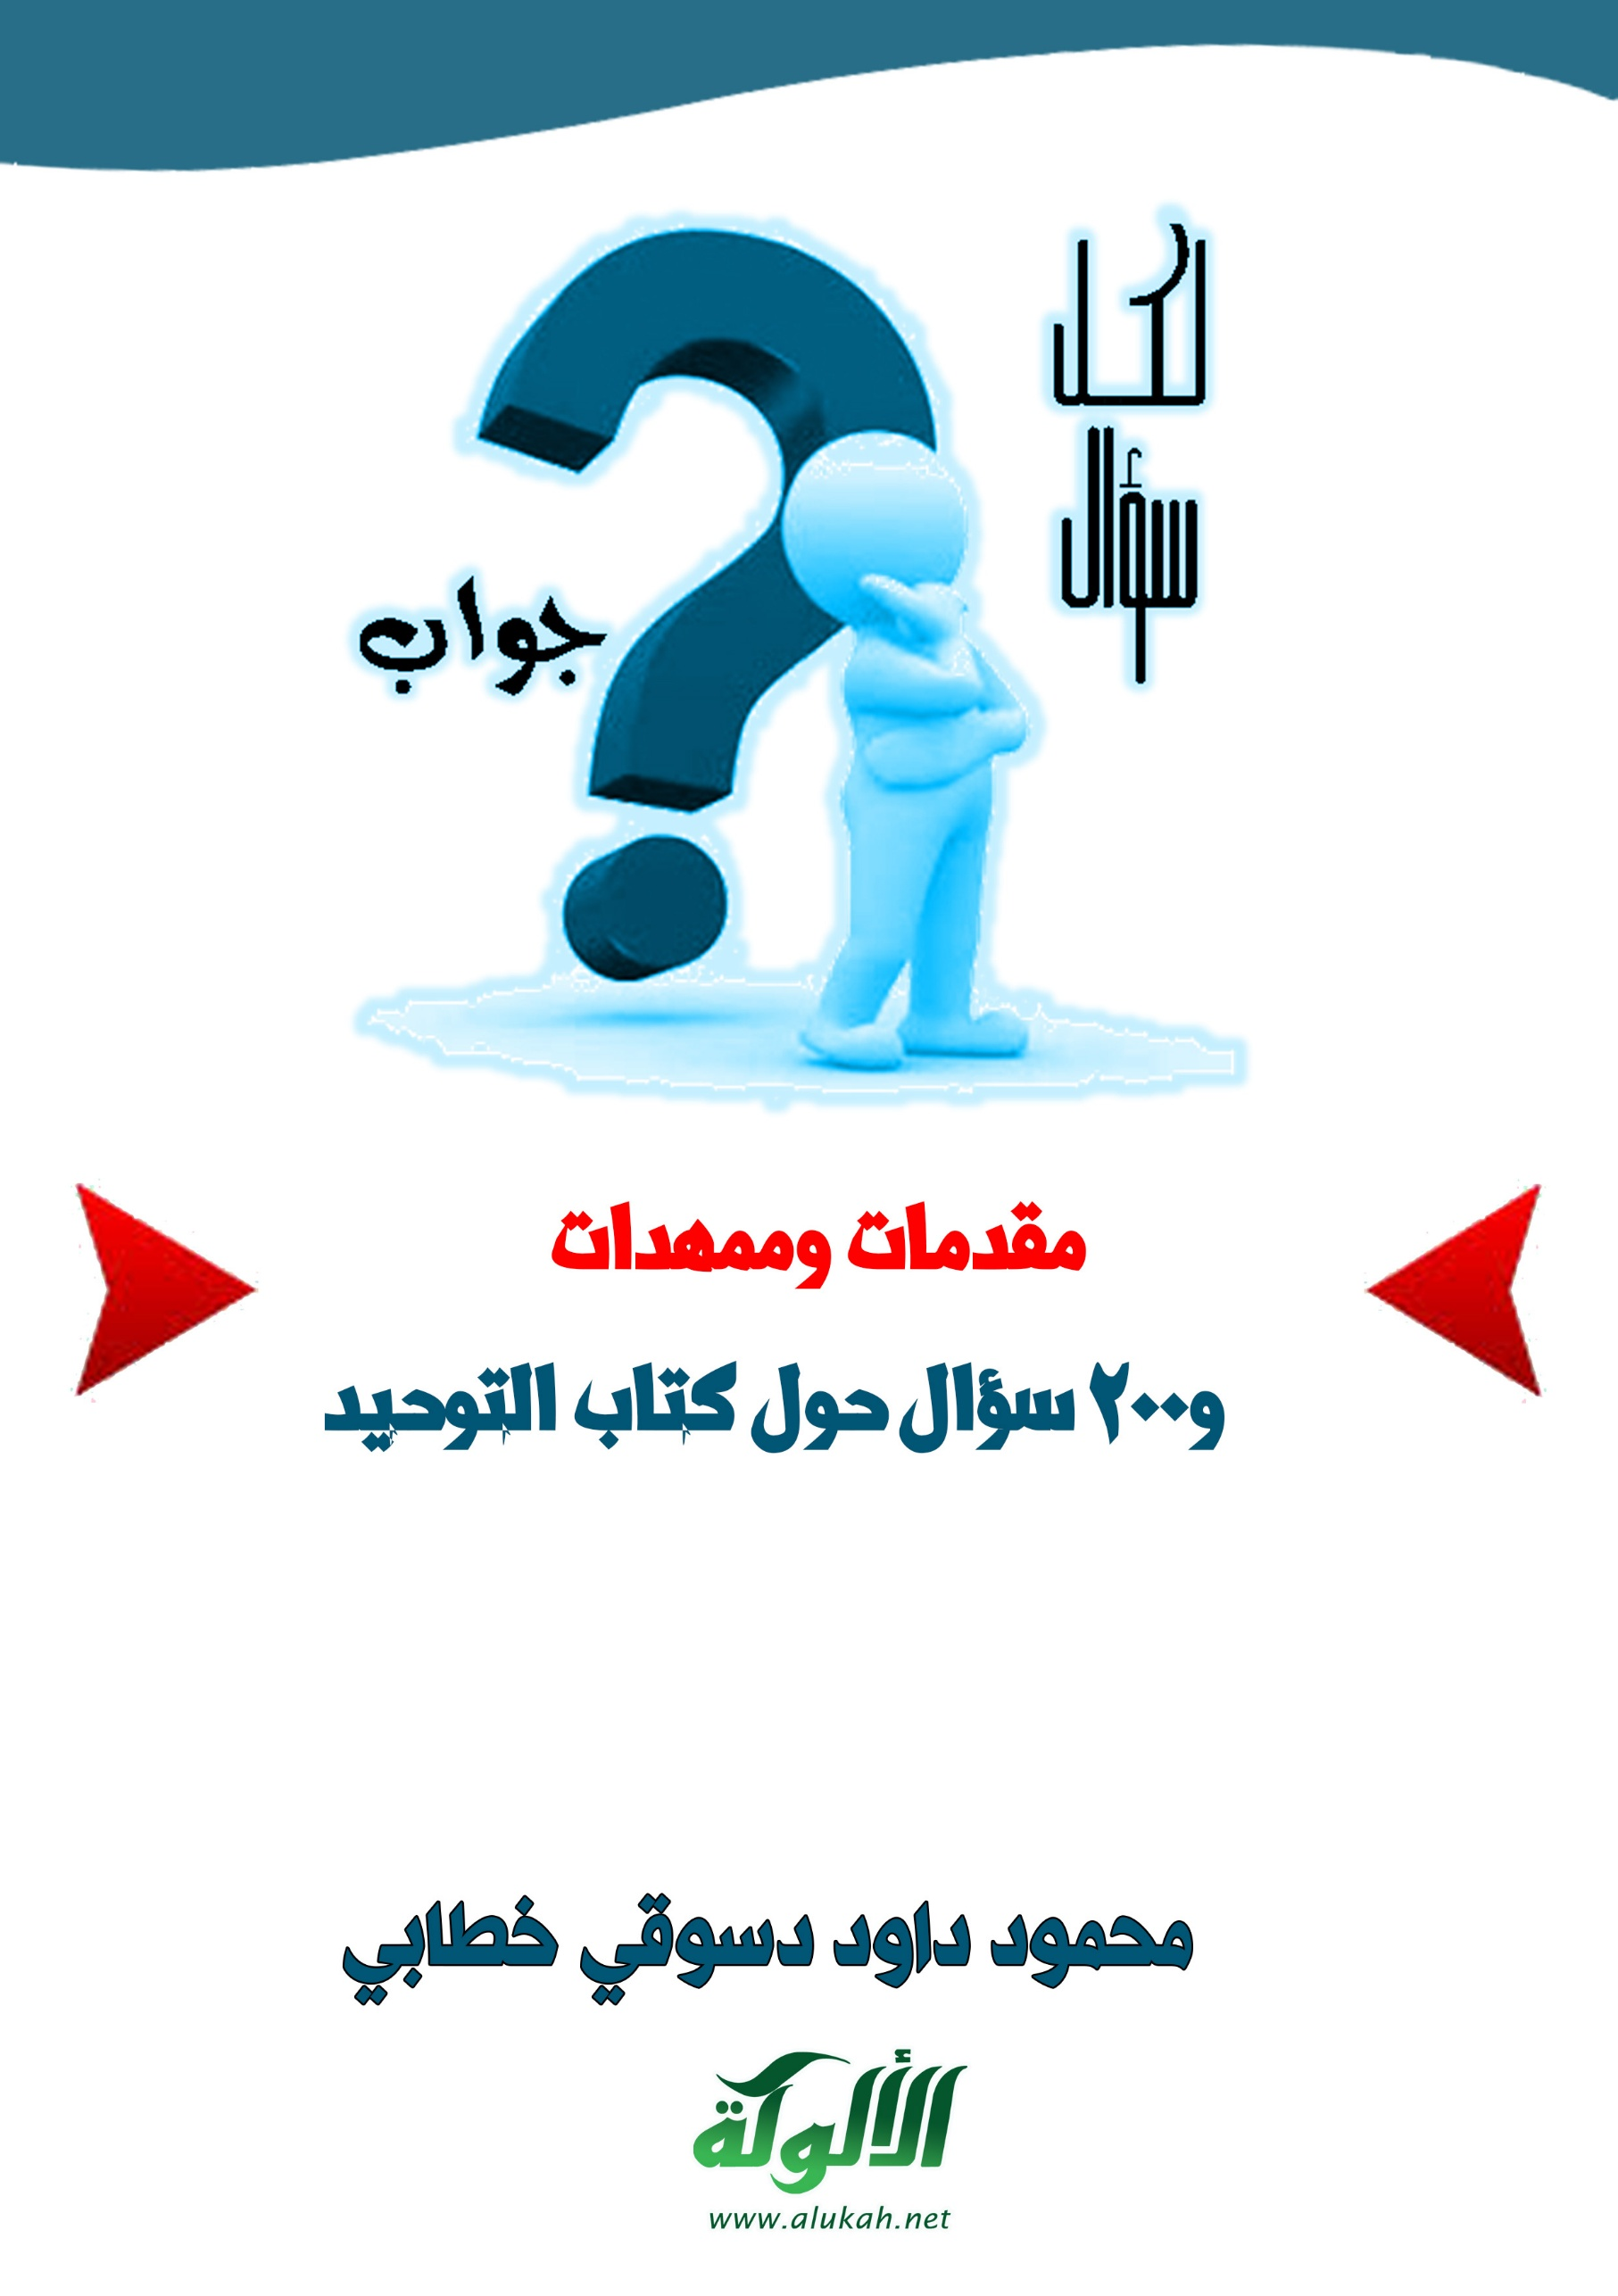 لكل
سؤال
جواب
مقدمات وممهدات
و٢٠٠ سؤال حول كتاب التوحيد
محمود داود دسوقي خطابي
الألوكة
www.alukah.net